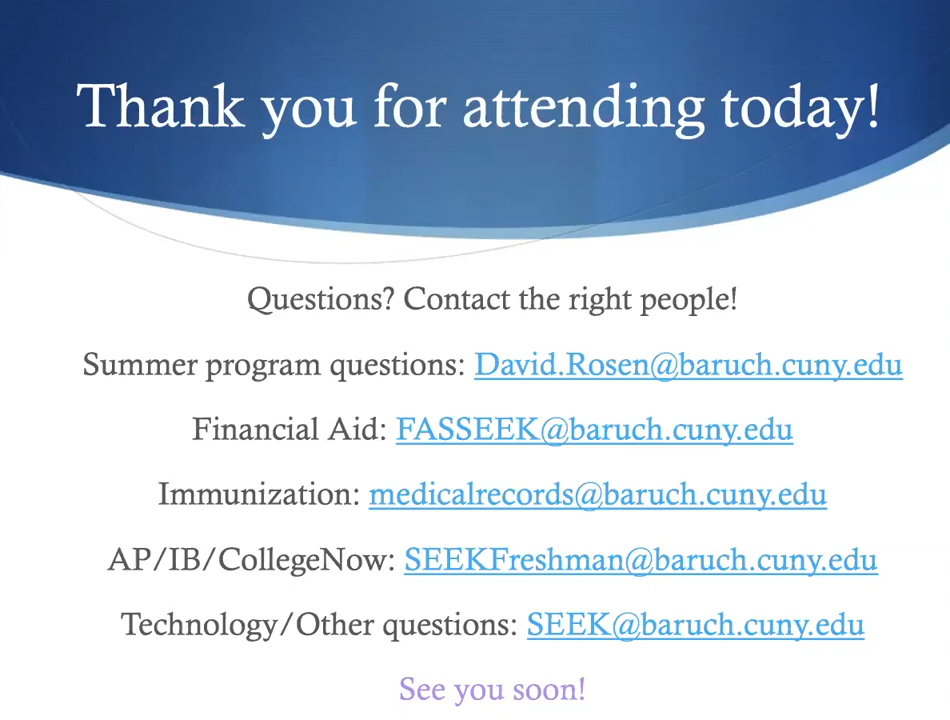 Thank you for attending today!
Questions? Contact the right people!
Summer program questions: David.Rosen@baruch.cuny.edu
Financial Aid: FASSEEK@baruch.cuny.edu
Immunization: medicalrecords@baruch.cuny.edu
AP/IB/CollegeNow: SEEKFreshman@baruch.cuny.edu
Technology/Other questions: SEEK@baruch.cuny.edu
See you soon!